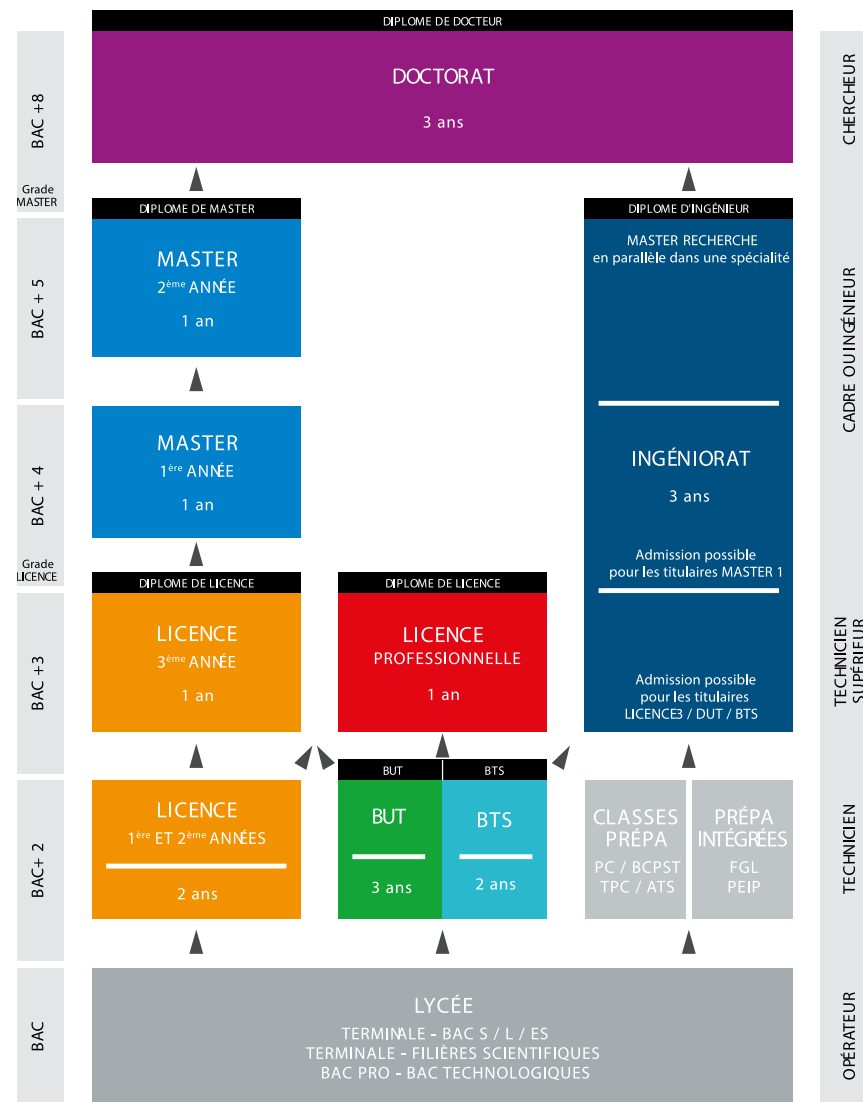 DIPLOME DE DOCTEUR
DOCTORAT
3 ans
BAC +8
CHERCHEUR
Grade
MASTER
DIPLOME DE MASTER
MASTER
2ème ANNÉE
1 an
DIPLOME D'INGÉNIEUR
MASTER RECHERCHE
en parallèle dans une spécialité
BAC + 5
CADRE OU INGÉNIEUR
MASTER
1ère ANNÉE
1 an
INGÉNIORAT
3 ans
Admission possible
pour les titulaires MASTER 1
BAC + 4
Grade
LICENCE
DIPLOME DE LICENCE
LICENCE
3ème ANNÉE
1 an
DIPLOME DE LICENCE
LICENCE
PROFESSIONNELLE
1 an
Admission possible
pour les titulaires
LICENCE3 / DUT / BTS
BAC +3
TECHNICIEN
SUPÉRIEUR
LICENCE
1ère ET 2ème ANNÉES
2 ans
BUT
BUT
3 ans
BTS
BTS
2 ans
CLASSES
PRÉPA
PC / BCPST
TPC / ATS
PRÉPA
INTÉGRÉES
FGL
PEIP
BAC+ 2
TECHNICIEN
LYCÉE
TERMINALE - BAC S / L / ES
TERMINALE - FILIÈRES SCIENTIFIQUES
BAC PRO - BAC TECHNOLOGIQUES
BAC
OPÉRATEUR